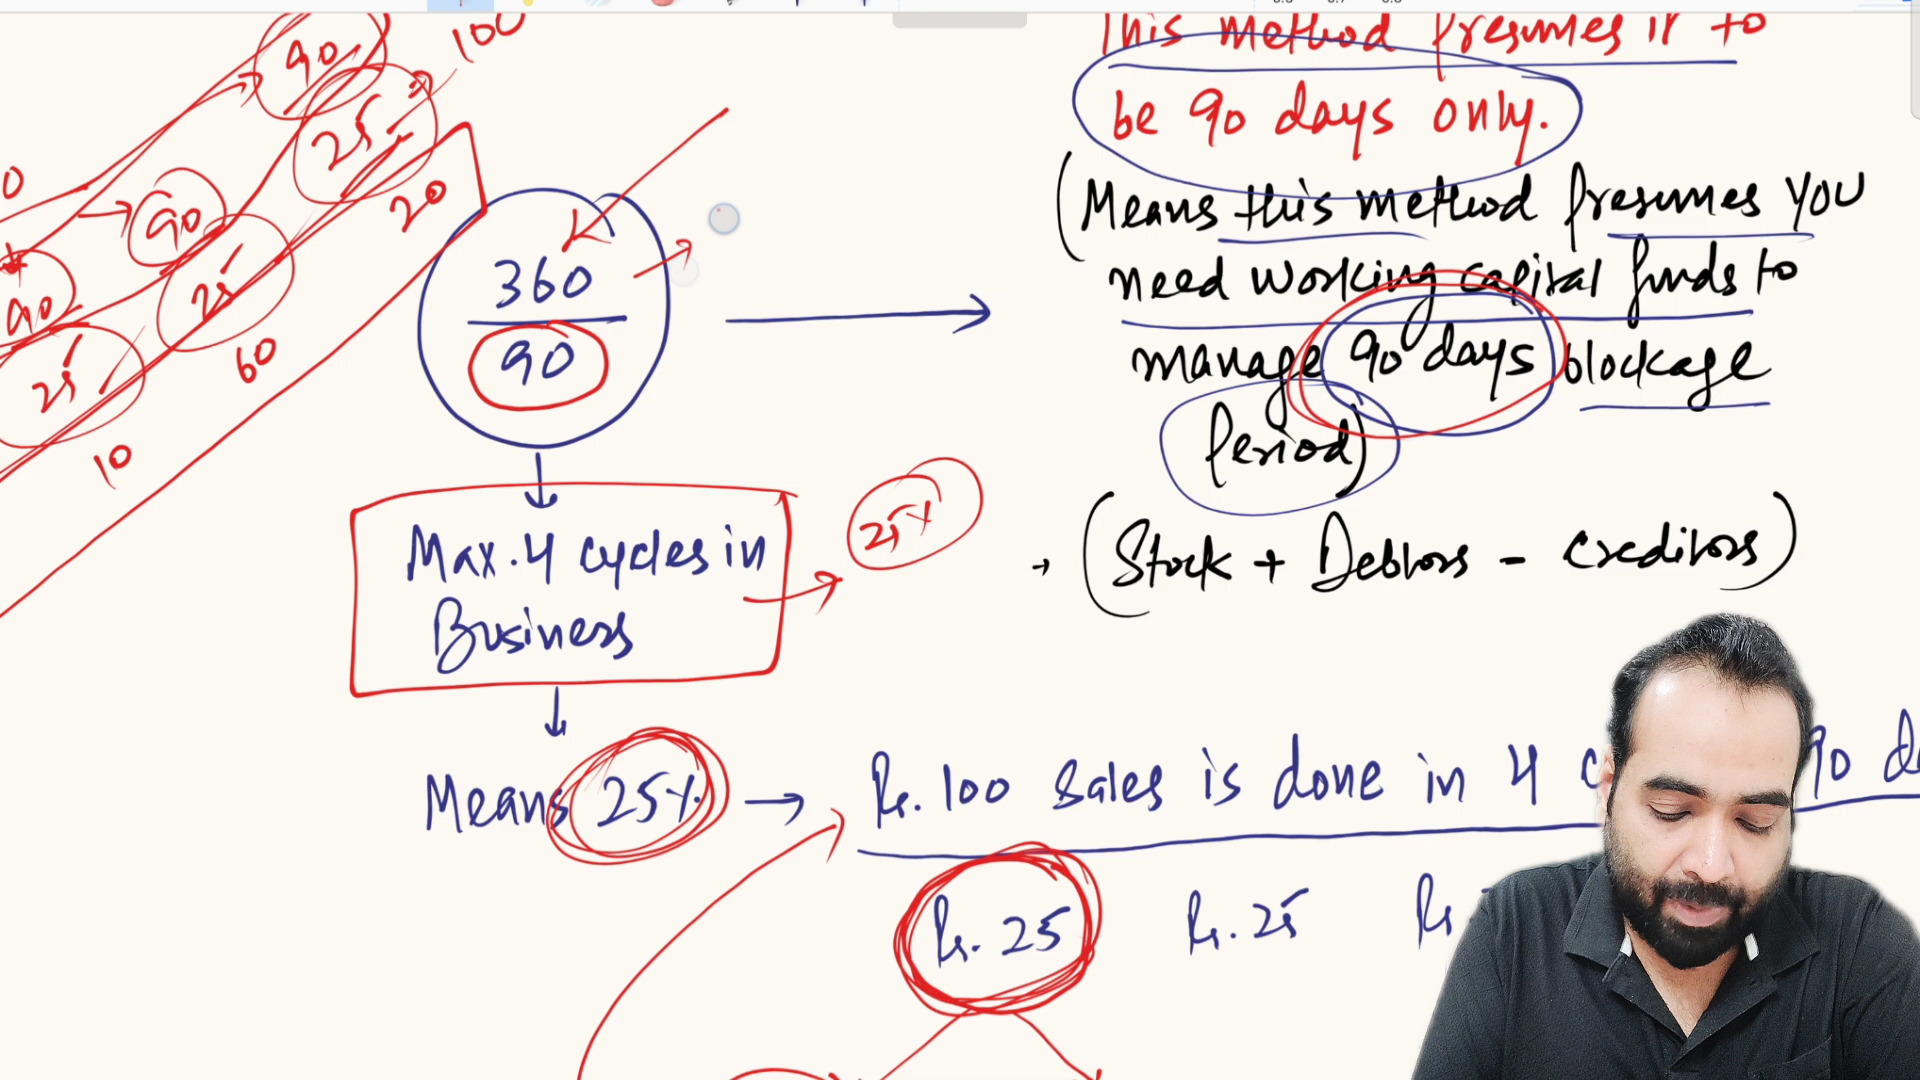 This method presumes it to
be 90 days only.
(Means this method presumes you
need working capital funds to
manage 90 days blockage
Period)
→ (Stock + Debtors - creditors)
90
25
100
20
90
25
60
90
25
10
0
360
90
Max. 4 cycles in
Business
25%
Means 25%. → Rs. 100 sales is done in 4 c 90 d
Rs. 25 Rs. 25 Rs